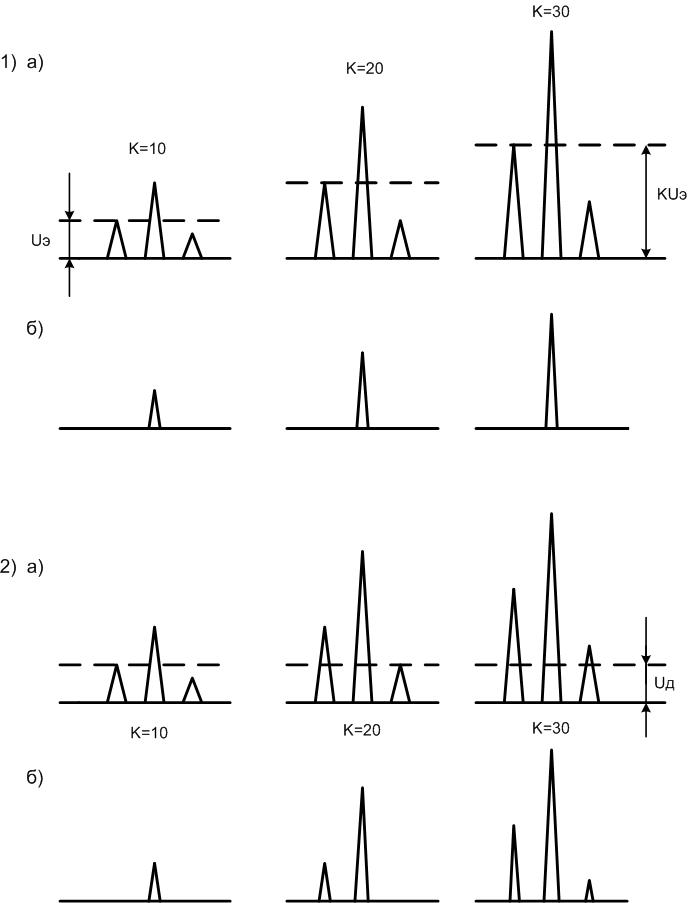 K=30
1) а)
K=20
K=10
KUэ
Uэ
б)
2) а)
Uд
K=10
K=20
K=30
б)